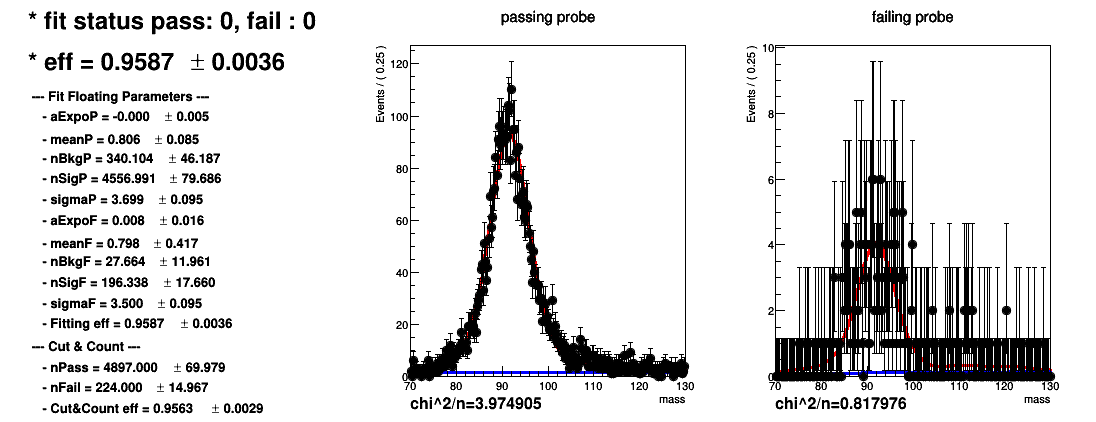 * fit status pass: 0, fail : 0
* eff = 0.9587 ± 0.0036
--- Fit Floating Parameters ---
- aExpoP = -0.000 ± 0.005
- meanP = 0.806 ± 0.085
- nBkgP = 340.104 ± 46.187
- nSigP = 4556.991 ± 79.686
- sigmaP = 3.699 ± 0.095
- aExpoF = 0.008 ± 0.016
- meanF = 0.798 ± 0.417
- nBkgF = 27.664 ± 11.961
- nSigF = 196.338 ± 17.660
- sigmaF = 3.500 ± 0.095
- Fitting eff = 0.9587 ± 0.0036
--- Cut & Count ---
- nPass = 4897.000 ± 69.979
- nFail = 224.000 ± 14.967
- Cut&Count eff = 0.9563 ± 0.0029
passing probe
Events / ( 0.25 )
120
100
80
60
40
20
0
70 80 90 100 110 120 130
mass
chi^2/n=3.974905
failing probe
Events / ( 0.25 )
10
8
6
4
2
0
70 80 90 100 110 120 130
mass
chi^2/n=0.817976